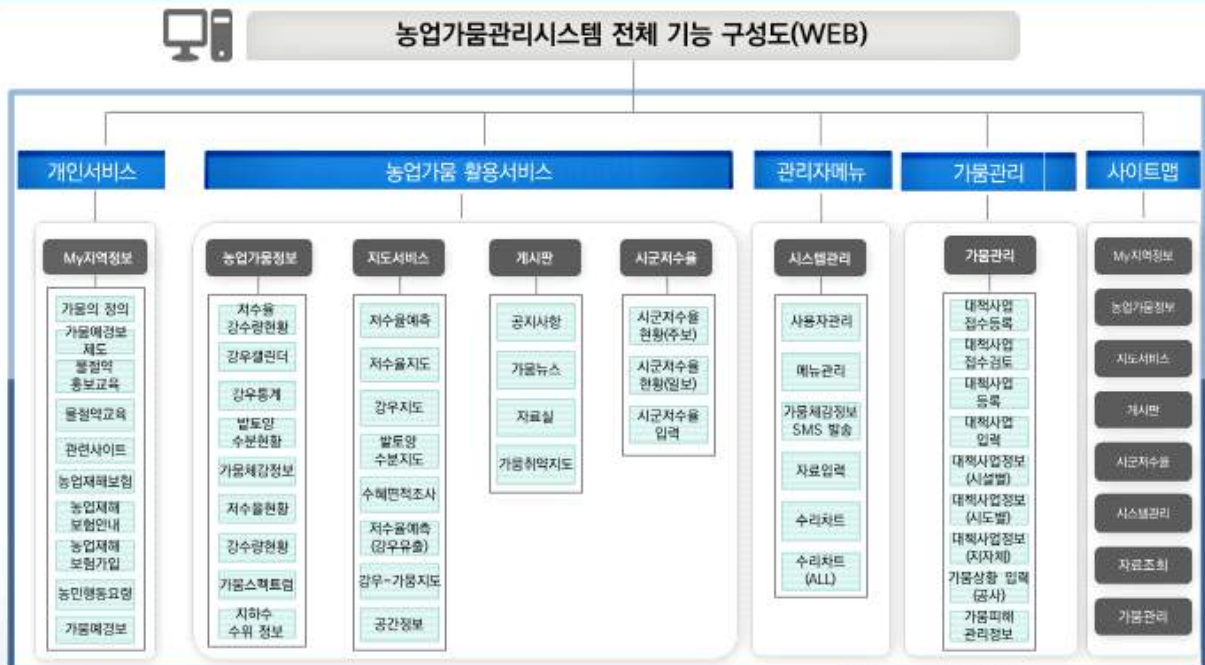 농업가뭄관리시스템 전체 기능 구성도(WEB)
개인서비스
농업가뭄 활용서비스
관리자메뉴
가뭄관리
사이트맵
My지역정보
가뭄의 정의
가뭄예경보
제도
물절약
홍보교육
물절약교육
관련사이트
농업재해보험
농업재해
보험안내
농업재해
보험가입
농민행동요령
가뭄예경보
농업가뭄정보
저수율
강수량현황
강우캘린더
강우통계
밭토양
수분현황
가뭄체감정보
저수율현황
강수량현황
가뭄스펙트럼
지하수
수위 정보
지도서비스
저수율예측
저수율지도
강우지도
밭토양
수분지도
수혜면적조사
저수율예측
(강우유출)
강우-가뭄지도
공간정보
게시판
공지사항
가뭄뉴스
자료실
가뭄취약지도
시군저수율
시군저수율
현황(주보)
시군저수율
현황(일보)
시군저수율
입력
시스템관리
사용자관리
메뉴관리
가뭄체감정보
SMS 발송
자료입력
수리차트
수리차트
(ALL)
가뭄관리
대책사업
접수등록
대책사업
접수검토
대책사업
등록
대책사업
입력
대책사업정보
(시설별)
대책사업정보
(시도별)
대책사업정보
(지자체)
가뭄상황 입력
(공사)
가뭄피해
관리정보
My지역정보
농업가뭄정보
지도서비스
게시판
시군저수율
시스템관리
자료조회
가뭄관리